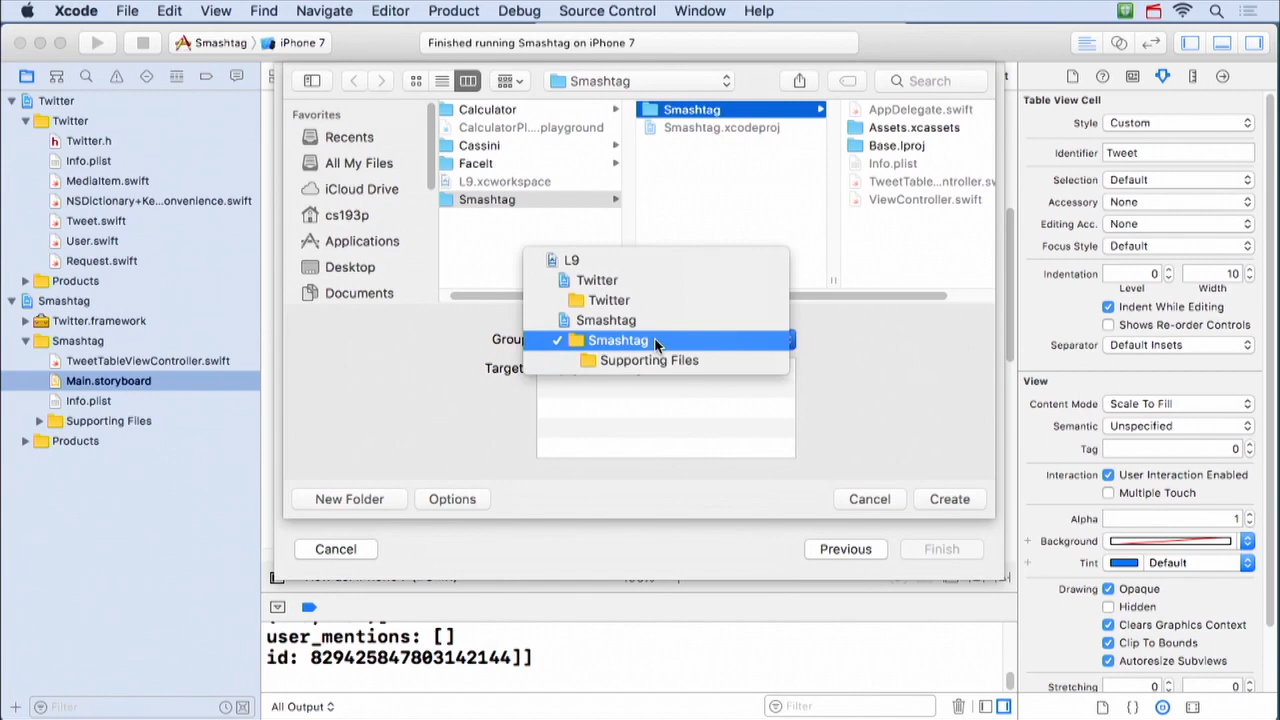 Xcode File Edit View Find Navigate Editor Product Debug Source Control Window Help
Smashtag iPhone 7
Finished running Smashtag on iPhone 7
Twitter
Twitter
Twitter.h
Info.plist
MediaItem.swift
NSDictionary+Ke...onvenience.swift
Tweet.swift
User.swift
Request.swift
Products
Smashtag
Twitter.framework
Smashtag
TweetTableViewController.swift
Main.storyboard
Info.plist
Supporting Files
Products
Filter
Smashtag
Search
Favorites
Recents
All My Files
iCloud Drive
cs193p
Applications
Desktop
Documents
Calculator
CalculatorPl....playground
Cassini
FaceIt
L9.xcworkspace
Smashtag
Smashtag
Smashtag.xcodeproj
AppDelegate.swift
Assets.xcassets
Base.lproj
Info.plist
TweetTable...ntroller.sw
ViewController.swift
Grou
Targe
L9
Twitter
Twitter
Smashtag
✓ Smashtag
Supporting Files
New Folder
Options
Cancel
Create
Cancel
Previous
Finish
user_mentions: []
id: 829425847803142144]]
All Output
Filter
Table View Cell
Style Custom
Identifier Tweet
Selection Default
Accessory None
Editing Acc. None
Focus Style Default
Indentation 0 10
Level Width
Indent While Editing
Shows Re-order Controls
Separator Default Insets
View
Content Mode Scale To Fill
Semantic Unspecified
Tag 0
Interaction User Interaction Enabled
Multiple Touch
Alpha 1
Background
Tint Default
Drawing Opaque
Hidden
Clears Graphics Context
Clip To Bounds
Autoresize Subviews
Stretching 0 0